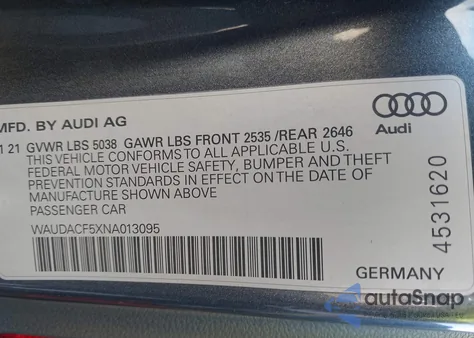 MFD. BY AUDI AG
1 21 GVWR LBS 5038 GAWR LBS FRONT 2535 /REAR 2646
THIS VEHICLE CONFORMS TO ALL APPLICABLE U.S.
FEDERAL MOTOR VEHICLE SAFETY, BUMPER AND THEFT
PREVENTION STANDARDS IN EFFECT ON THE DATE OF
MANUFACTURE SHOWN ABOVE
PASSENGER CAR
WAUDACF5XNA013095
Audi
4531620
GERMANY
autoSnap